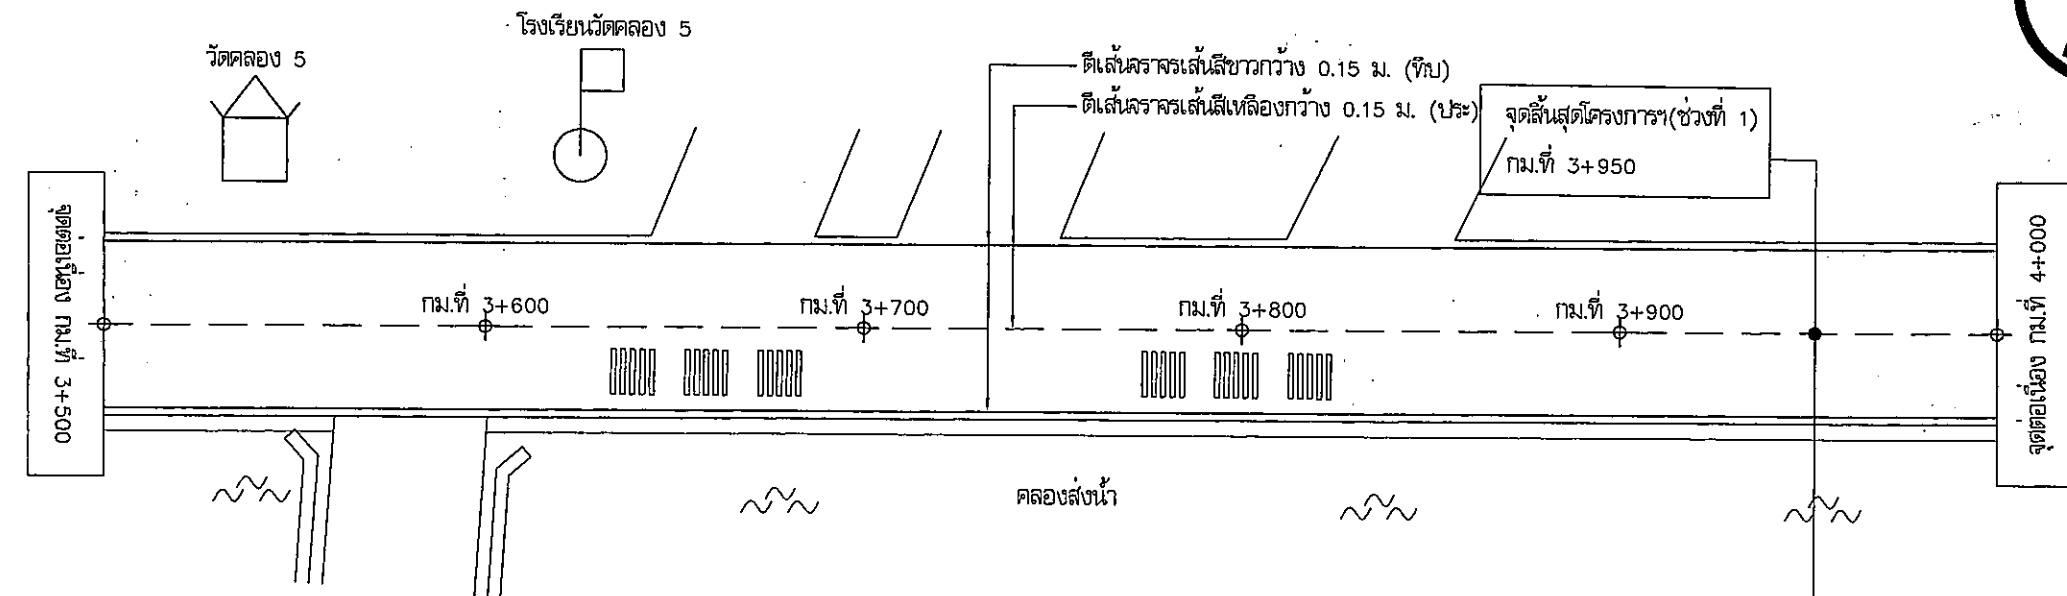 โรงเรียนวัดคลอง 5
วัดคลอง 5
ตีเส้นจราจรเส้นสีขาวกว้าง 0.15 ม. (ทึบ)
ตีเส้นจราจรเส้นสีเหลืองกว้าง 0.15 ม. (ประ)
จุดสิ้นสุดโครงการฯ(ช่วงที่ 1)
กม.ที่ 3+950
จุดต่อเนื่อง กม.ที่ 3+500
กม.ที่ 3+600
กม.ที่ 3+700
กม.ที่ 3+800
กม.ที่ 3+900
จุดต่อเนื่อง กม.ที่ 4+000
คลองส่งน้ำ